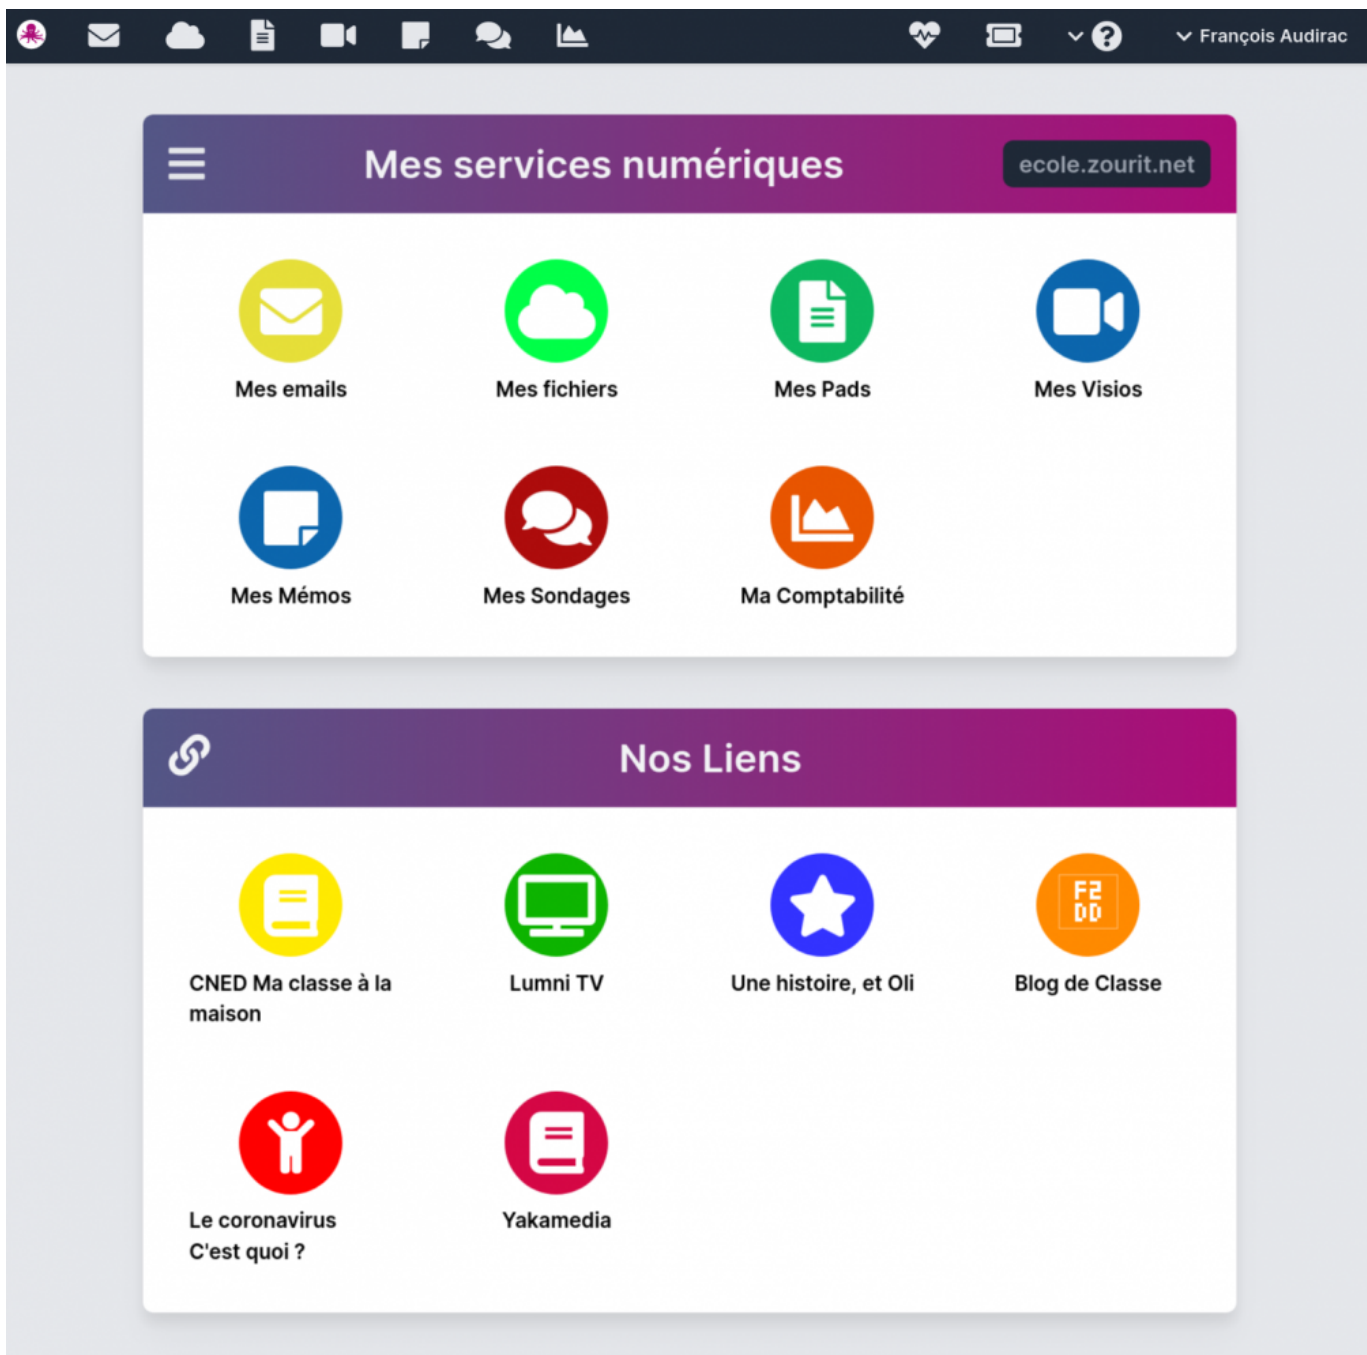 François Audirac
Mes services numériques
ecole.zourit.net
Mes emails
Mes fichiers
Mes Pads
Mes Visios
Mes Mémos
Mes Sondages
Ma Comptabilité
Nos Liens
F2
DD
CNED Ma classe à la
maison
Lumni TV
Une histoire, et Oli
Blog de Classe
Le coronavirus
C'est quoi ?
Yakamedia